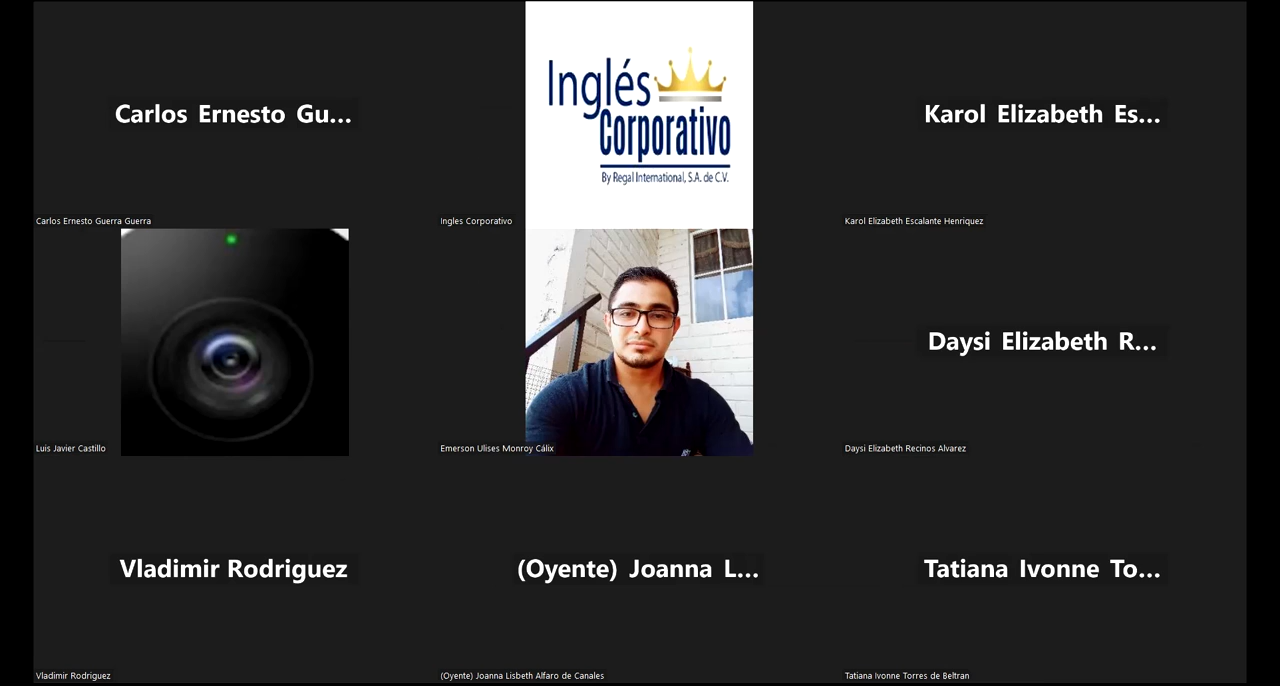 Carlos Ernesto Gu...
Carlos Ernesto Guerra Guerra
Inglés
Corporativo
By Regal International, S.A. de C.V.
Ingles Corporativo
Karol Elizabeth Es...
Karol Elizabeth Escalante Henriquez
Luis Javier Castillo
Emerson Ulises Monroy Cálix
Daysi Elizabeth R...
Daysi Elizabeth Recinos Alvarez
Vladimir Rodriguez
Vladimir Rodriguez
(Oyente) Joanna L...
(Oyente) Joanna Lisbeth Alfaro de Canales
Tatiana Ivonne To...
Tatiana Ivonne Torres de Beltran